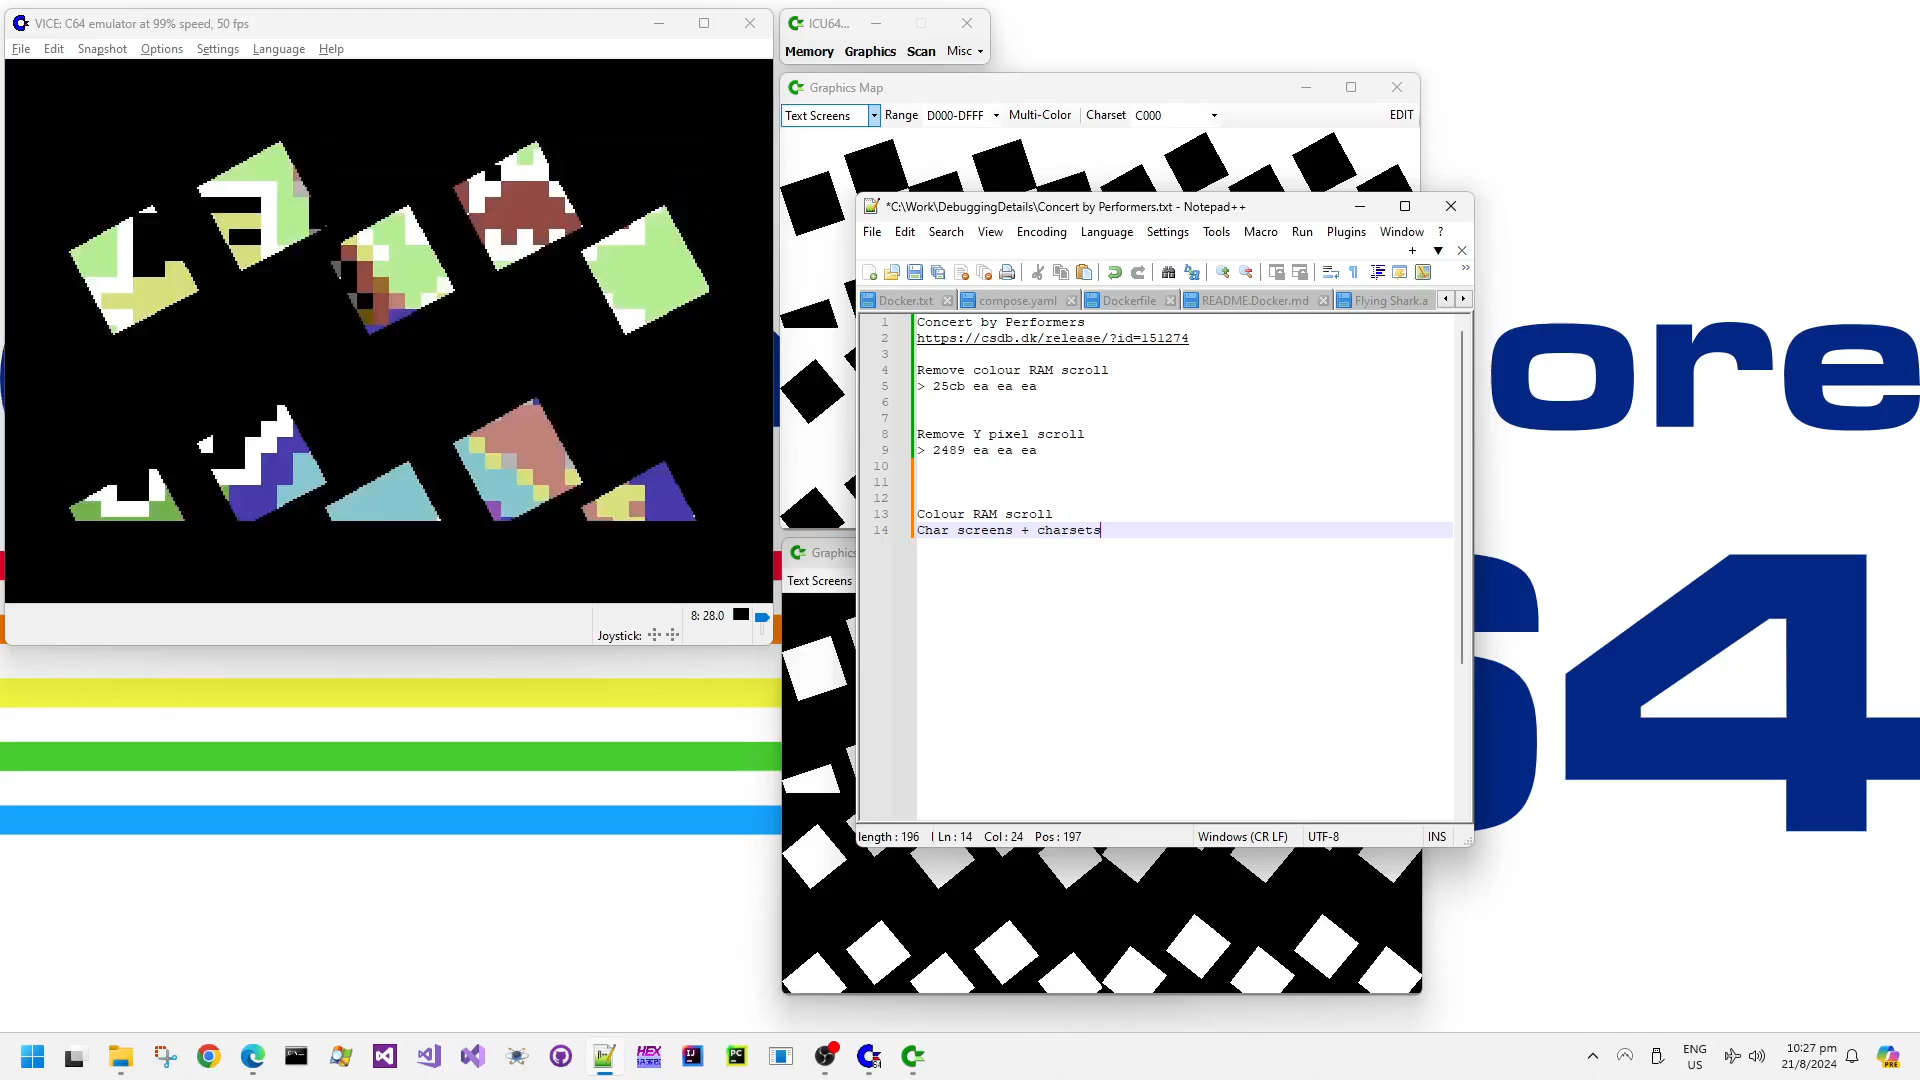 VICE: C64 emulator at 99% speed, 50 fps
File Edit Snapshot Options Settings Language Help
8: 28.0
Joystick:
ICU64...
Memory Graphics Scan Misc
Graphics Map
Text Screens Range D000-DFFF Multi-Color Charset C000 EDIT
*C:\Work\DebuggingDetails\Concert by Performers.txt - Notepad++
File Edit Search View Encoding Language Settings Tools Macro Run Plugins Window ?
Docker.txt compose.yaml Dockerfile README.Docker.md Flying Shark.a
1 Concert by Performers
2 https://csdb.dk/release/?id=151274
3
4 Remove colour RAM scroll
5 > 25cb ea ea ea
6
7
8 Remove Y pixel scroll
9 > 2489 ea ea ea
10
11
12
13 Colour RAM scroll
14 Char screens + charsets
length : 196 Ln : 14 Col : 24 Pos : 197 Windows (CR LF) UTF-8 INS
Graphics
Text Screens
ore
64
HEX
IJ
PC
64
ENG
US
10:27 pm
21/8/2024
PRE